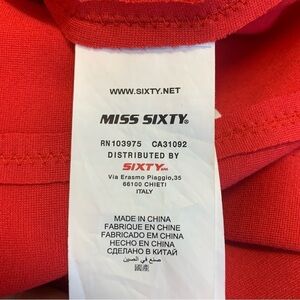 WWW.SIXTY.NET
MISS SIXTY®
RN103975 CA31092
DISTRIBUTED BY
SIXTY
Via Erasmo Piaggio,35
66100 CHIETI
ITALY
MADE IN CHINA
FABRIQUE EN CHINE
FABRICADO EM CHINA
HECHO EN CHINA
СДЕЛАНО В КИТАЙ
صنع في الصين